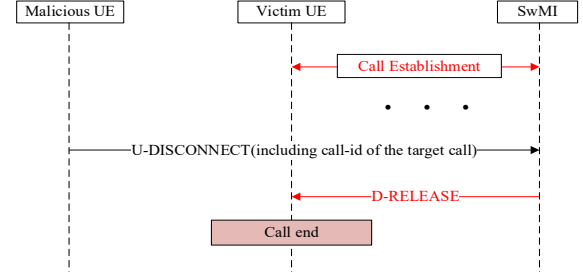 Malicious UE
Victim UE
SwMI
Call Establishment
U-DISCONNECT(including call-id of the target call)
D-RELEASE
Call end